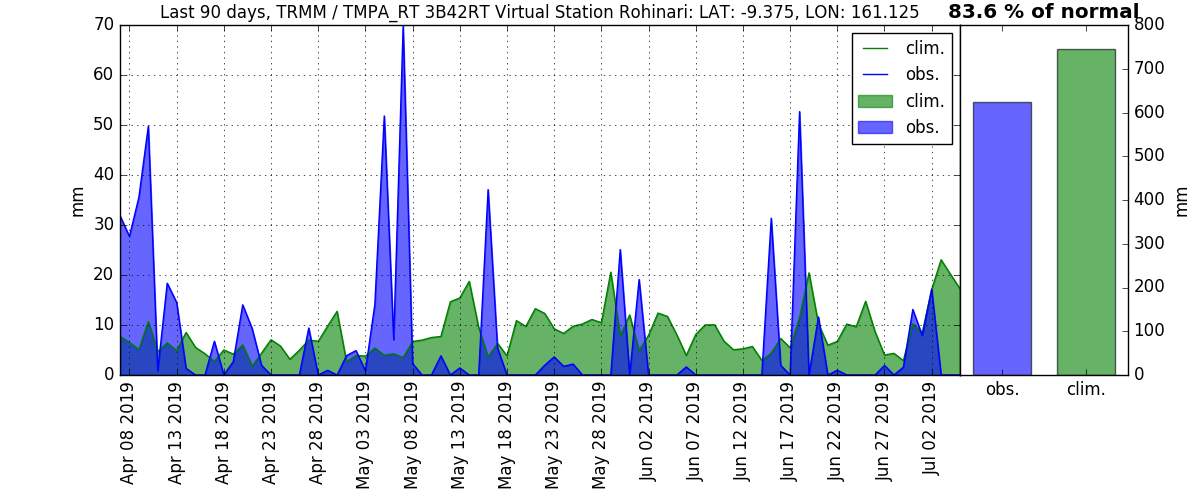 Last 90 days, TRMM / TMPA_RT 3B42RT Virtual Station Rohinari: LAT: -9.375, LON: 161.125
83.6 % of normal
70
60
50
40
30
20
10
0
mm
clim.
obs.
clim.
obs.
800
700
600
500
400
300
200
100
0
mm
Apr 08 2019
Apr 13 2019
Apr 18 2019
Apr 23 2019
Apr 28 2019
May 03 2019
May 08 2019
May 13 2019
May 18 2019
May 23 2019
May 28 2019
Jun 02 2019
Jun 07 2019
Jun 12 2019
Jun 17 2019
Jun 22 2019
Jun 27 2019
Jul 02 2019
obs.
clim.